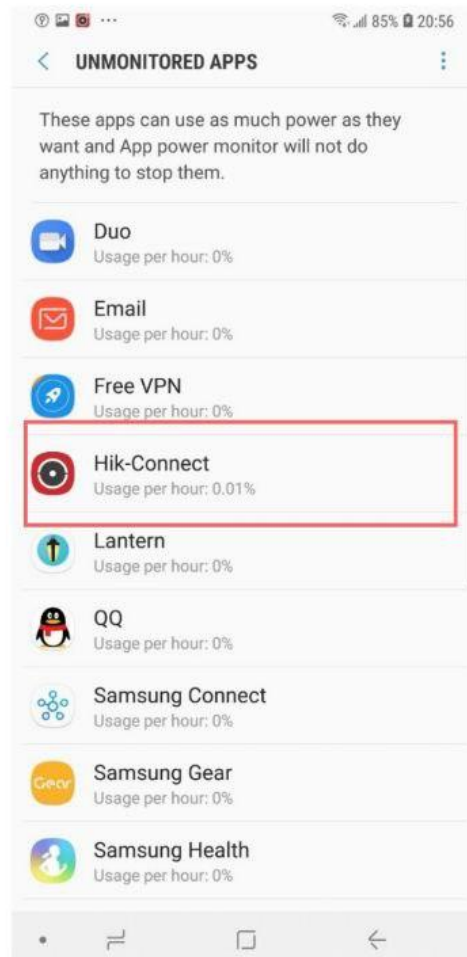 85% 20:56
UNMONITORED APPS
These apps can use as much power as they
want and App power monitor will not do
anything to stop them.
Duo
Usage per hour: 0%
Email
Usage per hour: 0%
Free VPN
Usage per hour: 0%
Hik-Connect
Usage per hour: 0.01%
Lantern
Usage per hour: 0%
QQ
Usage per hour: 0%
Samsung Connect
Usage per hour: 0%
Gear
Samsung Gear
Usage per hour: 0%
Samsung Health
Usage per hour: 0%